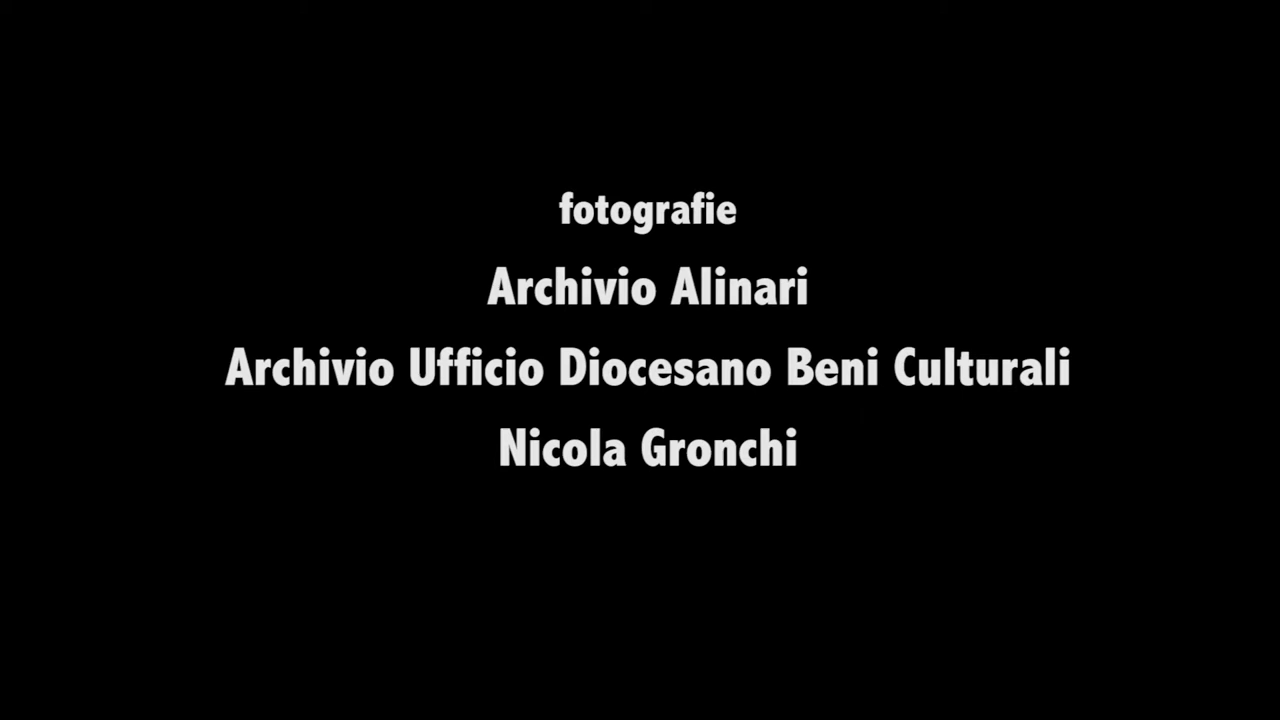 fotografie
Archivio Alinari
Archivio Ufficio Diocesano Beni Culturali
Nicola Gronchi